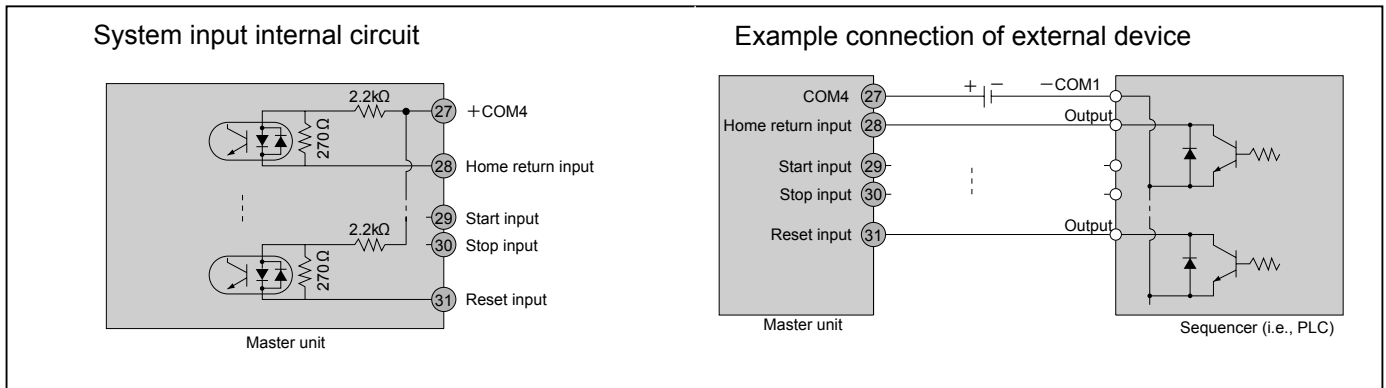 System input internal circuit
2.2kΩ
270Ω
27 +COM4
28 Home return input
29 Start input
2.2kΩ
30 Stop input
270Ω
31 Reset input
Master unit
Example connection of external device
COM4 27
+ −
−COM1
Home return input 28
Output
Start input 29
Stop input 30
Reset input 31
Output
Master unit
Sequencer (i.e., PLC)